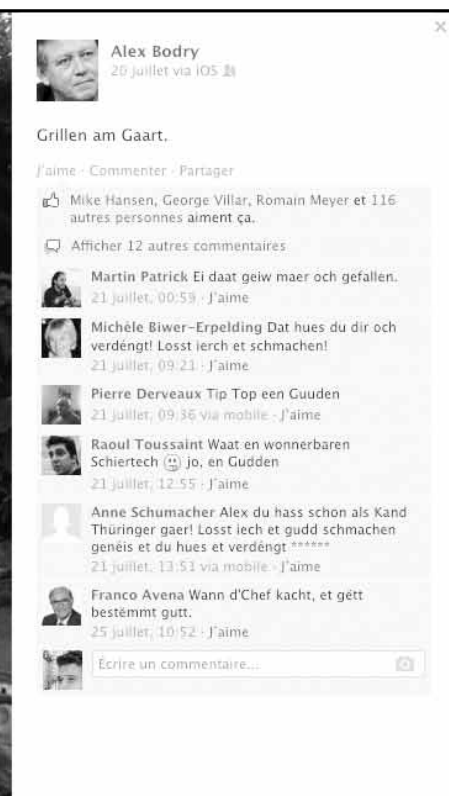 Alex Bodry
20 juillet via iOS
Grillen am Gaart.
J'aime · Commenter · Partager
Mike Hansen, George Villar, Romain Meyer et 116
autres personnes aiment ça.
Afficher 12 autres commentaires
Martin Patrick Ei daat geiw maer och gefallen.
21 juillet, 00:59 · J'aime
Michèle Biwer-Erpelding Dat hues du dir och
verdéngt! Losst ierch et schmachen!
21 juillet, 09:21 · J'aime
Pierre Derveaux Tip Top een Guuden
21 juillet, 09:36 via mobile · J'aime
Raoul Toussaint Waat en wonnerbaren
Schiertech jo, en Gudden
21 juillet, 12:55 · J'aime
Anne Schumacher Alex du hass schon als Kand
Thüringer gaer! Losst iech et gudd schmachen
genéis et du hues et verdéngt ******
21 juillet, 13:51 via mobile · J'aime
Franco Avena Wann d'Chef kacht, et gëtt
bestëmmt gutt.
25 juillet, 10:52 · J'aime
Écrire un commentaire...